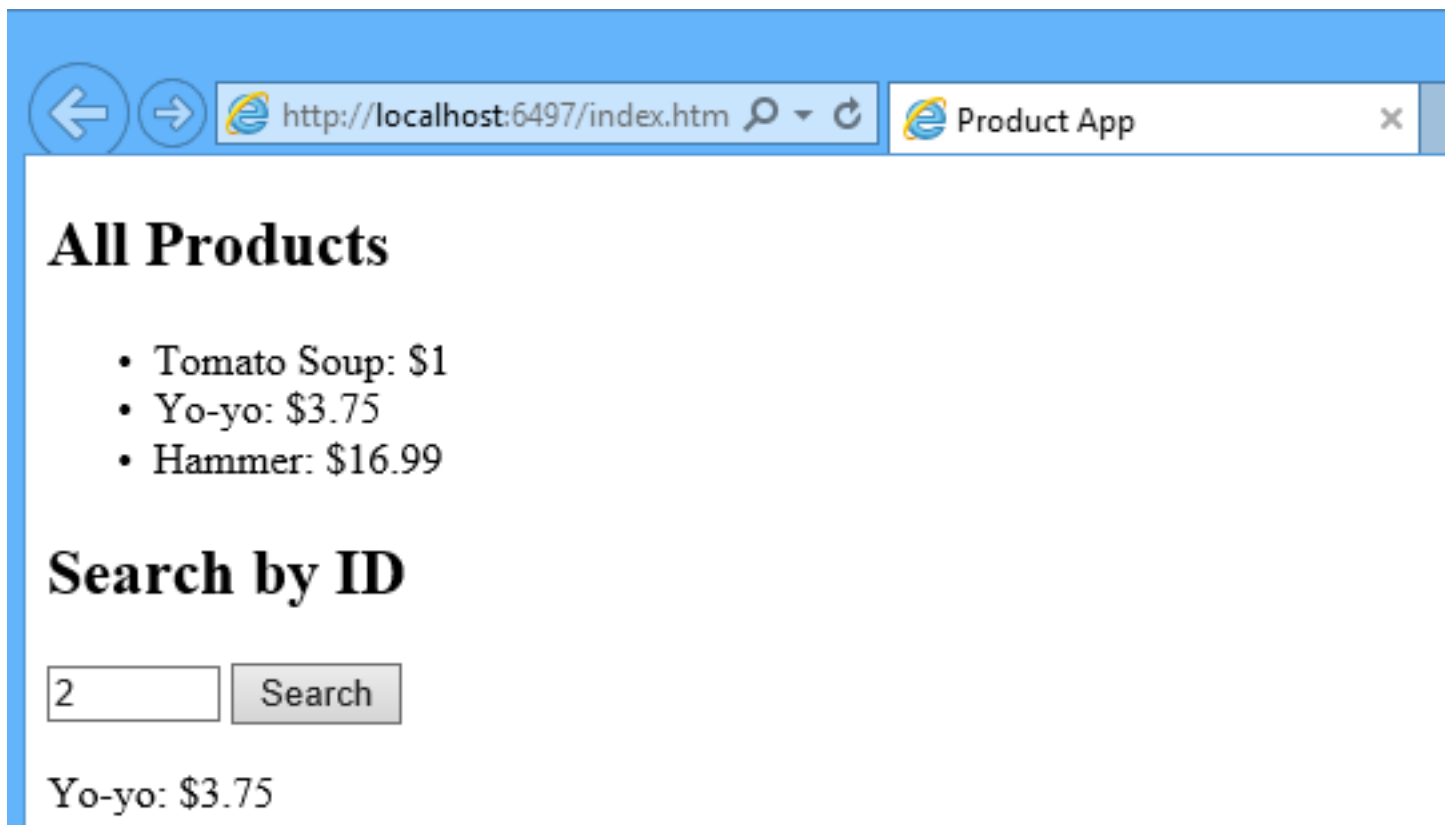 http://localhost:6497/index.htm
Product App
All Products
• Tomato Soup: $1
• Yo-yo: $3.75
• Hammer: $16.99
Search by ID
2 Search
Yo-yo: $3.75